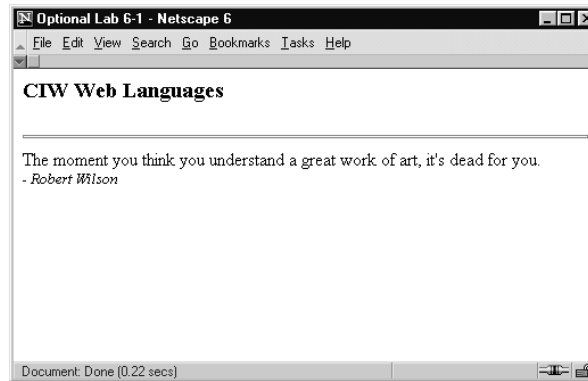 Optional Lab 6-1 - Netscape 6
File Edit View Search Go Bookmarks Tasks Help
CIW Web Languages
The moment you think you understand a great work of art, it's dead for you.
- Robert Wilson
Document: Done (0.22 secs)